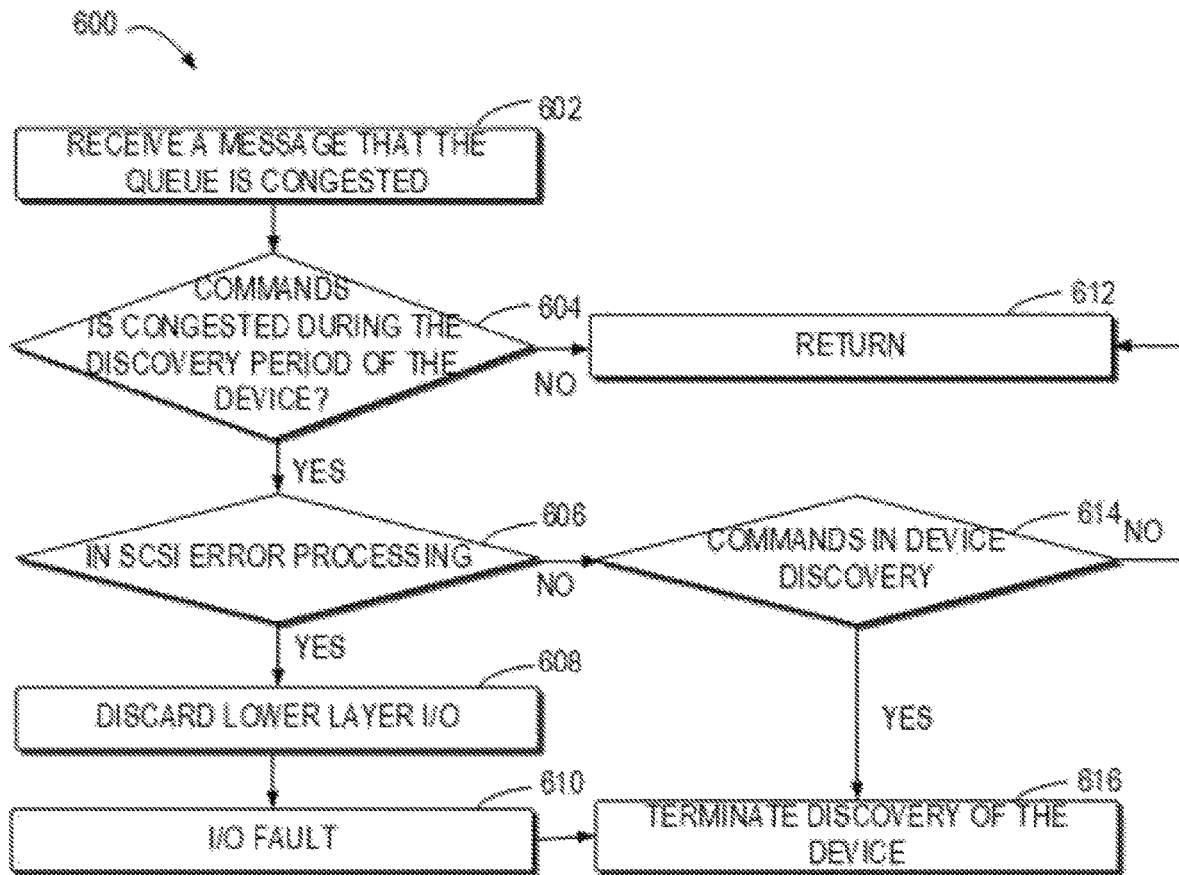 600
602
RECEIVE A MESSAGE THAT THE
QUEUE IS CONGESTED
COMMANDS
IS CONGESTED DURING THE
DISCOVERY PERIOD OF THE
DEVICE?
604
NO
YES
612
RETURN
IN SCSI ERROR PROCESSING
606
NO
YES
COMMANDS IN DEVICE
DISCOVERY
614
NO
YES
608
DISCARD LOWER LAYER I/O
610
I/O FAULT
616
TERMINATE DISCOVERY OF THE
DEVICE